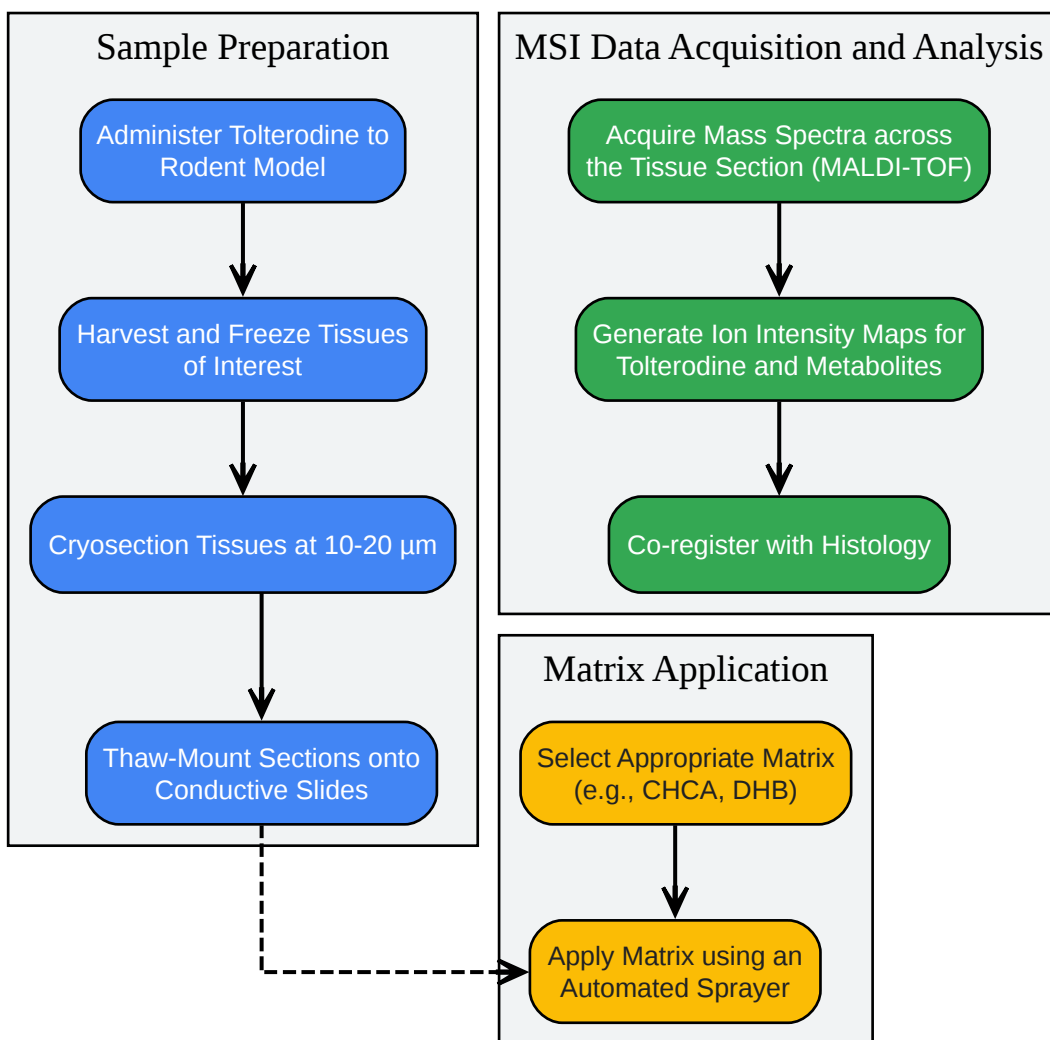 Sample Preparation
Administer Tolterodine to
Rodent Model
Harvest and Freeze Tissues
of Interest
Cryosection Tissues at 10-20 µm
Thaw-Mount Sections onto
Conductive Slides
MSI Data Acquisition and Analysis
Acquire Mass Spectra across
the Tissue Section (MALDI-TOF)
Generate Ion Intensity Maps for
Tolterodine and Metabolites
Co-register with Histology
Matrix Application
Select Appropriate Matrix
(e.g., CHCA, DHB)
Apply Matrix using an
Automated Sprayer